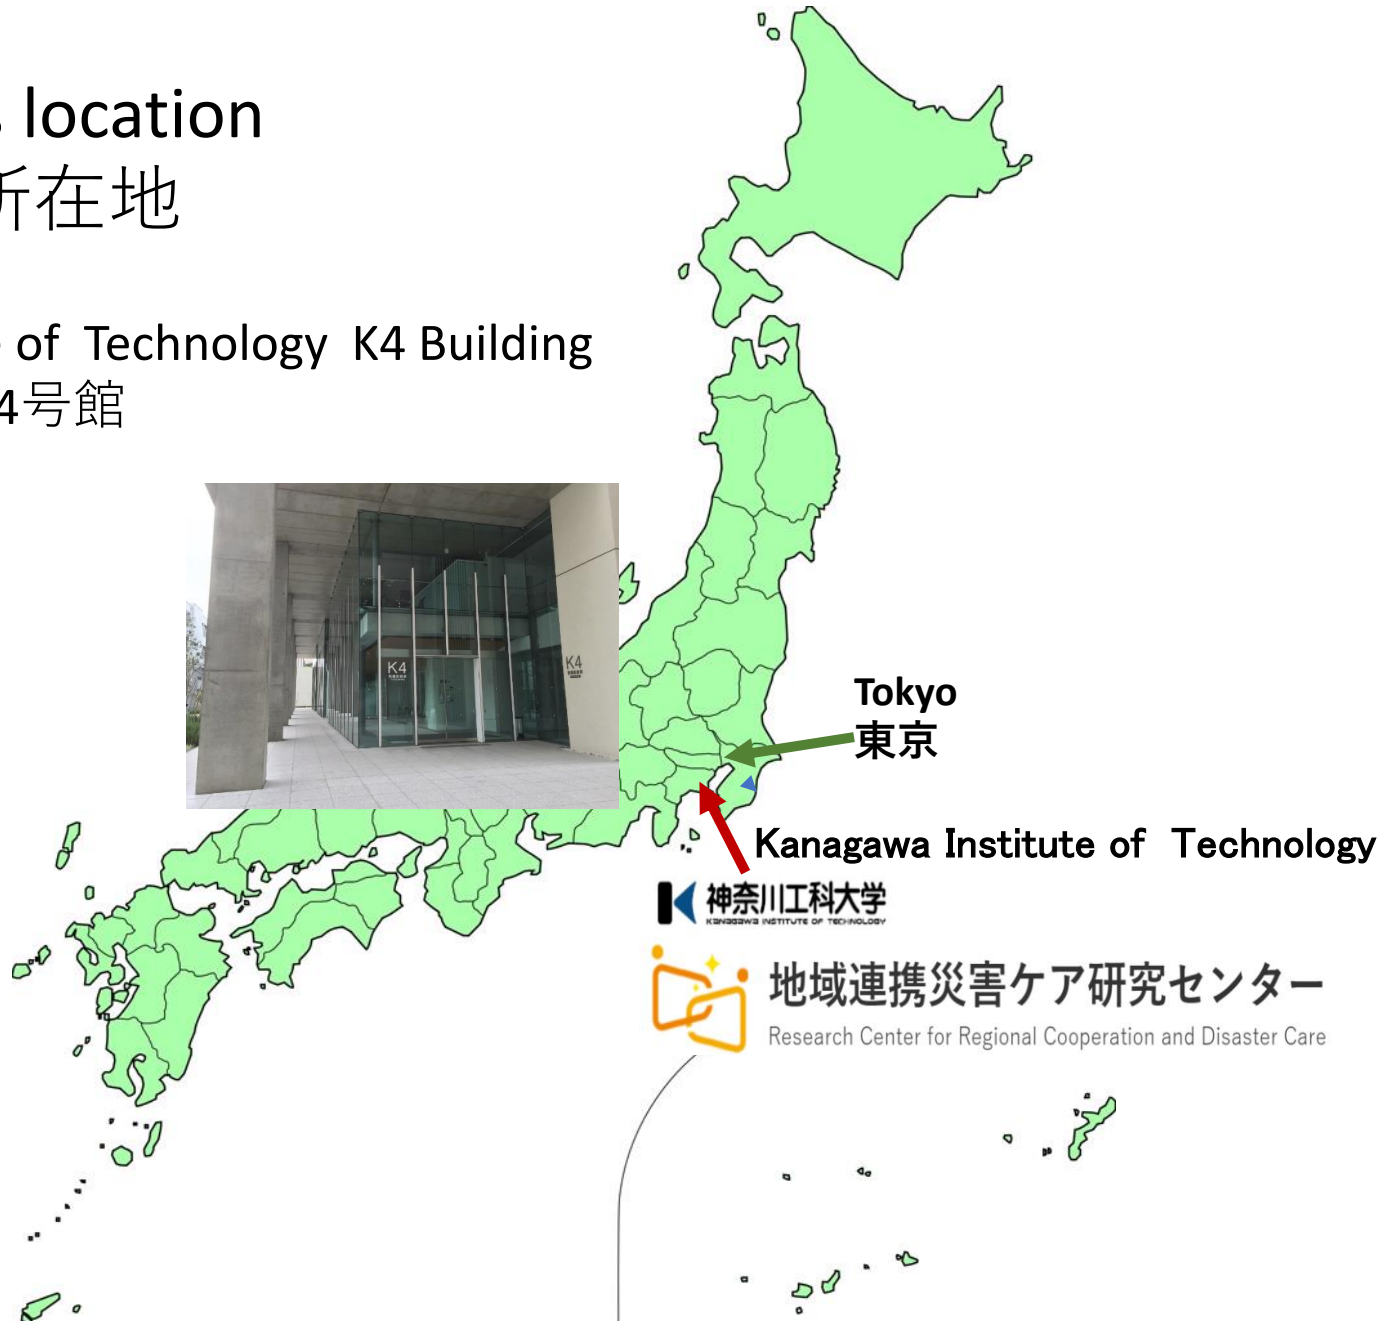 location
所在地
of Technology K4 Building
4号館
K4
K4
Tokyo
東京
Kanagawa Institute of Technology
神奈川工科大学
KANAGAWA INSTITUTE OF TECHNOLOGY
地域連携災害ケア研究センター
Research Center for Regional Cooperation and Disaster Care